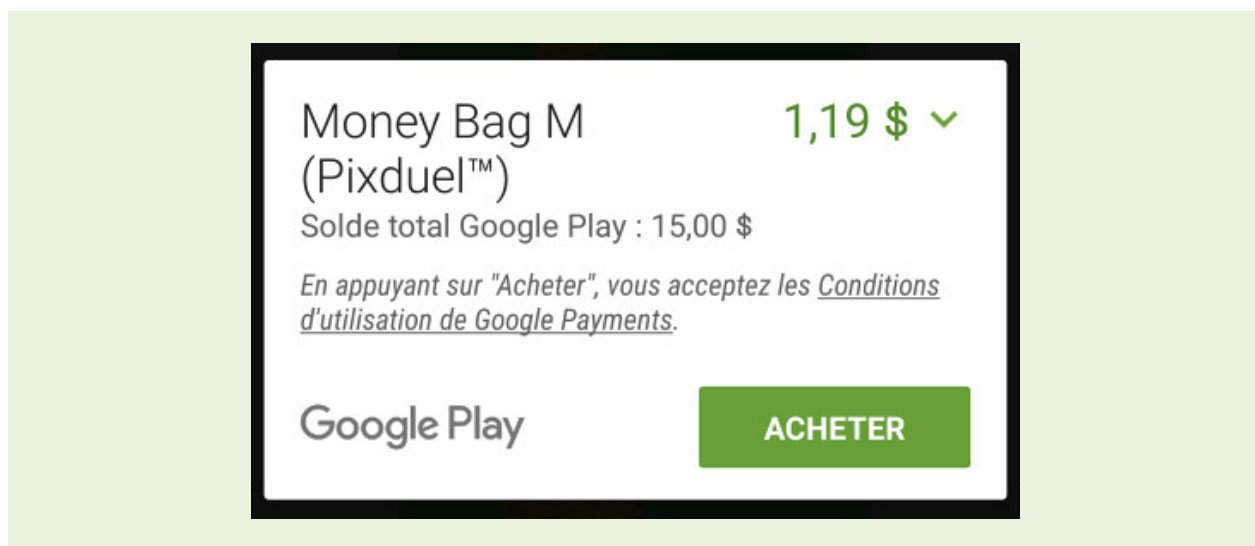 Money Bag M
(Pixduel™)
1,19 $
Solde total Google Play : 15,00 $
En appuyant sur "Acheter", vous acceptez les Conditions
d'utilisation de Google Payments.
Google Play
ACHETER